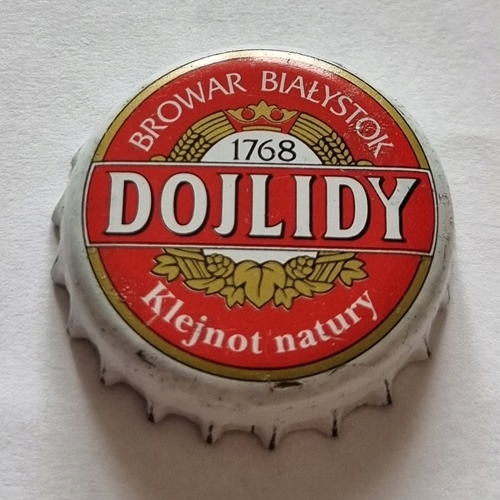 BROWAR BIAŁYSTOK
1768
DOJLIDY
Klejnot natury